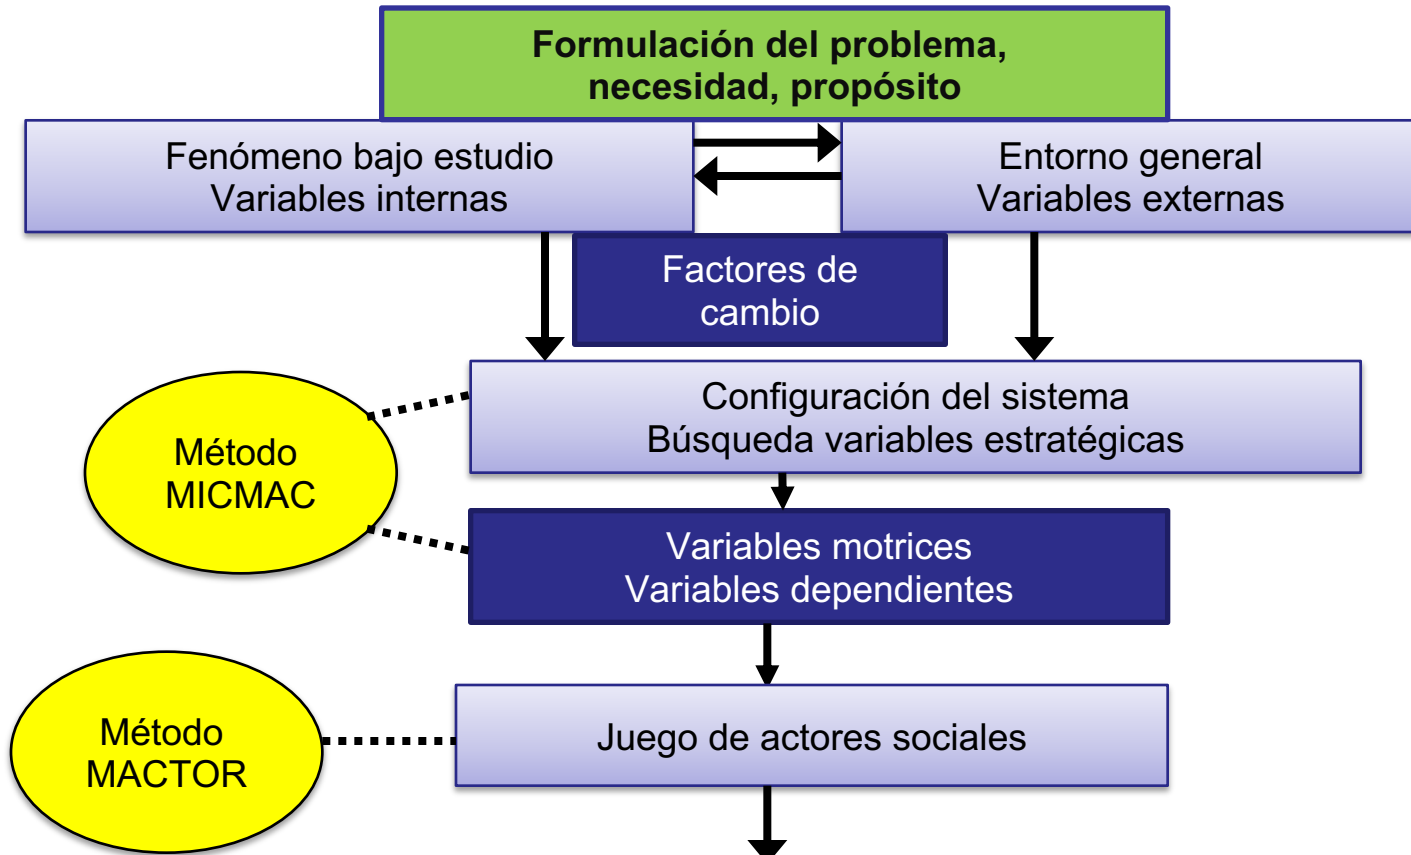 Formulación del problema,
necesidad, propósito
Fenómeno bajo estudio
Variables internas
Entorno general
Variables externas
Factores de
cambio
Configuración del sistema
Búsqueda variables estratégicas
Método
MICMAC
Variables motrices
Variables dependientes
Juego de actores sociales
Método
MACTOR